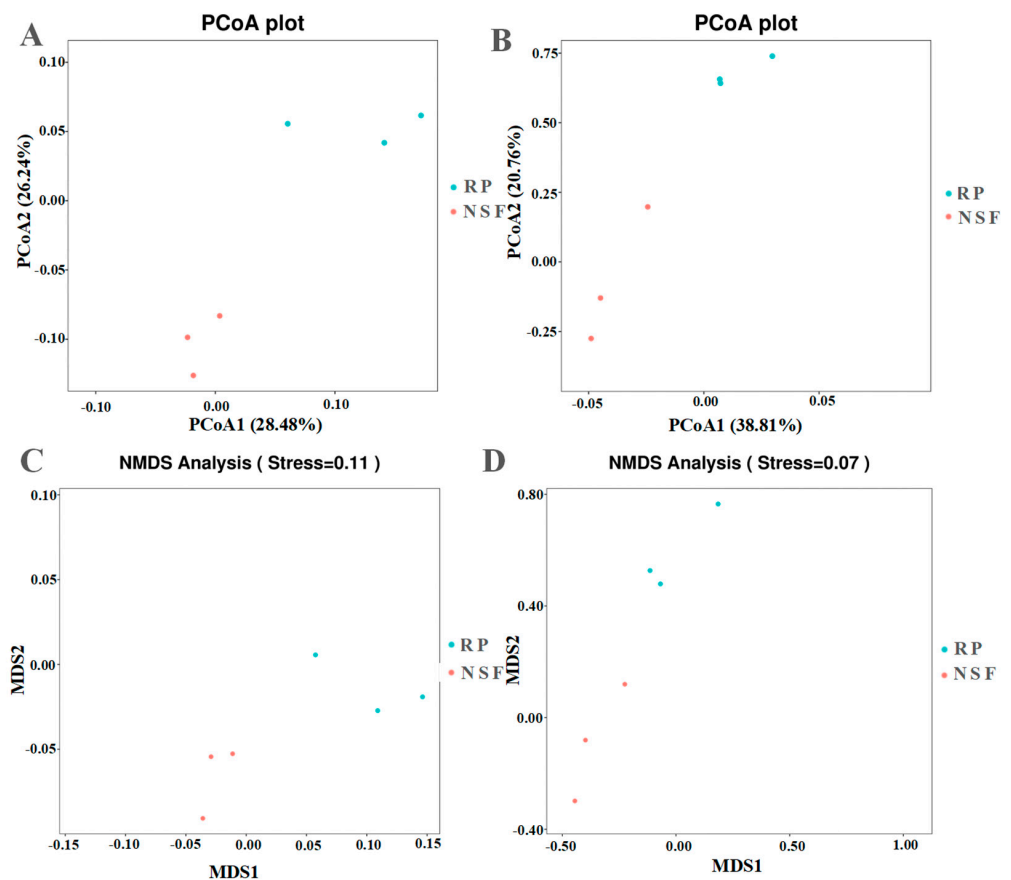 A
PCoA plot
0.10
0.05
0.00
-0.05
-0.10
PCoA2 (26.24%)
-0.10
0.00
0.10
PCoA1 (28.48%)
RP
NSF
B
PCoA plot
0.75
0.50
0.25
0.00
-0.25
PCoA2 (20.76%)
-0.05
0.00
0.05
PCoA1 (38.81%)
RP
NSF
C
NMDS Analysis ( Stress=0.11 )
0.10
0.05
0.00
-0.05
MDS2
-0.15
-0.10
-0.05
0.00
0.05
0.10
0.15
MDS1
RP
NSF
D
NMDS Analysis ( Stress=0.07 )
0.80
0.40
0.00
-0.40
MDS2
-0.50
0.00
0.50
1.00
MDS1
RP
NSF